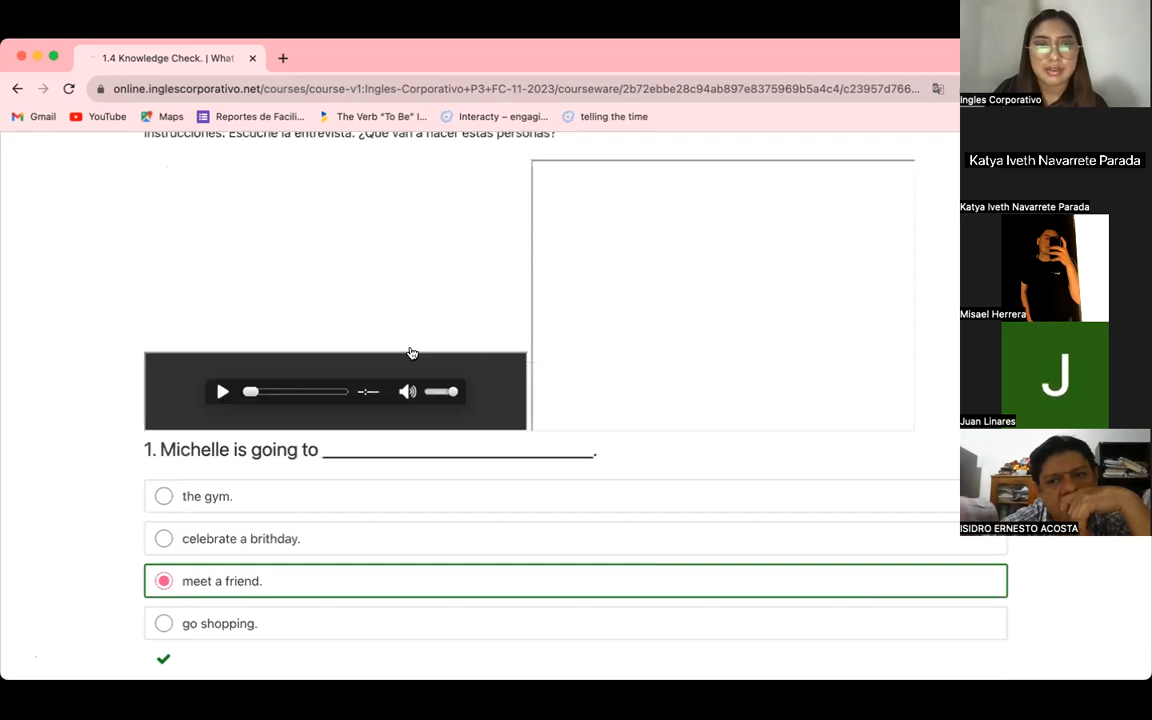 1.4 Knowledge Check. | What
online.inglescorporativo.net/courses/course-v1:Ingles-Corporativo+P3+FC-11-2023/courseware/2b72ebbe28c94ab897e8375969b5a4c4/c23957d766...
Gmail YouTube Maps Reportes de Facili... The Verb "To Be" I... Interacty – engagi... telling the time
Instrucciones: Escuche la entrevista. ¿Qué van a hacer estas personas?
1. Michelle is going to ______________________________.
the gym.
celebrate a brithday.
meet a friend.
go shopping.
Ingles Corporativo
Katya Iveth Navarrete Parada
Katya Iveth Navarrete Parada
Misael Herrera
J
Juan Linares
ISIDRO ERNESTO ACOSTA